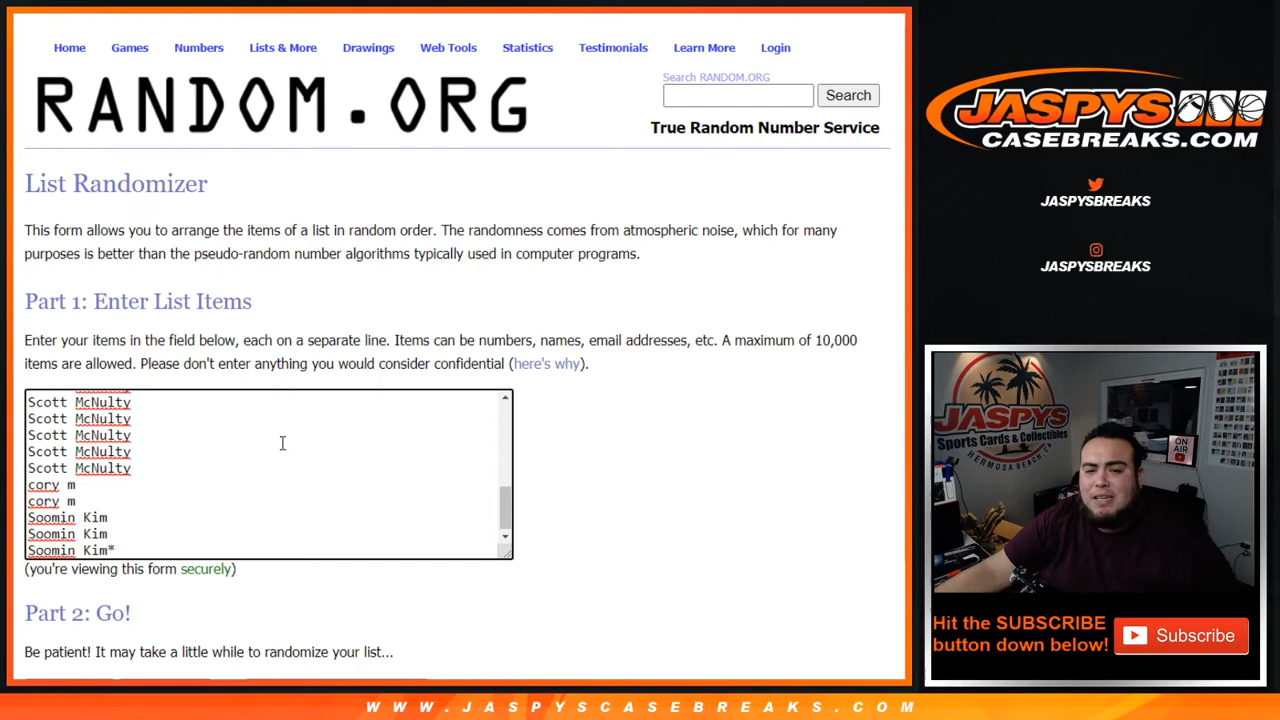 Home Games Numbers Lists & More Drawings Web Tools Statistics Testimonials Learn More Login
RANDOM.ORG
Search RANDOM.ORG
Search
True Random Number Service
List Randomizer
This form allows you to arrange the items of a list in random order. The randomness comes from atmospheric noise, which for many
purposes is better than the pseudo-random number algorithms typically used in computer programs.
Part 1: Enter List Items
Enter your items in the field below, each on a separate line. Items can be numbers, names, email addresses, etc. A maximum of 10,000
items are allowed. Please don't enter anything you would consider confidential (here's why).
Scott McNulty
Scott McNulty
Scott McNulty
Scott McNulty
Scott McNulty
cory m
cory m
Soomin Kim
Soomin Kim
Soomin Kim*
(you're viewing this form securely)
Part 2: Go!
Be patient! It may take a little while to randomize your list...
JASPYS
CASEBREAKS.COM
JASPYSBREAKS
JASPYSBREAKS
JASPYS
Sports Cards & Collectibles
HERMOSA BEACH, CA
ON
AIR
Hit the SUBSCRIBE
button down below!
Subscribe
WWW.JASPYSCASEBREAKS.COM